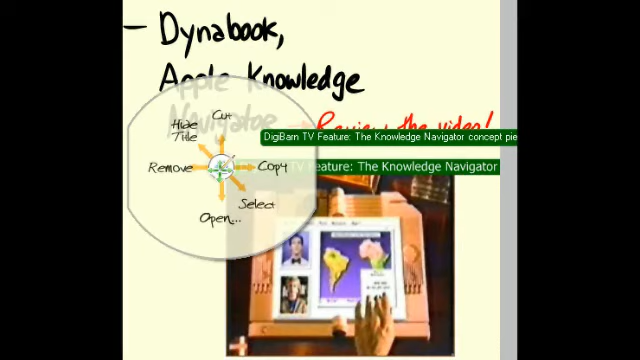 - Dynabook,
Apple Knowledge
Navigator → Review the video!
Cut
Hide
Title
DigiBarn TV Feature: The Knowledge Navigator concept pie
TV Feature: The Knowledge Navigator
Remove
Copy
Select
Open...